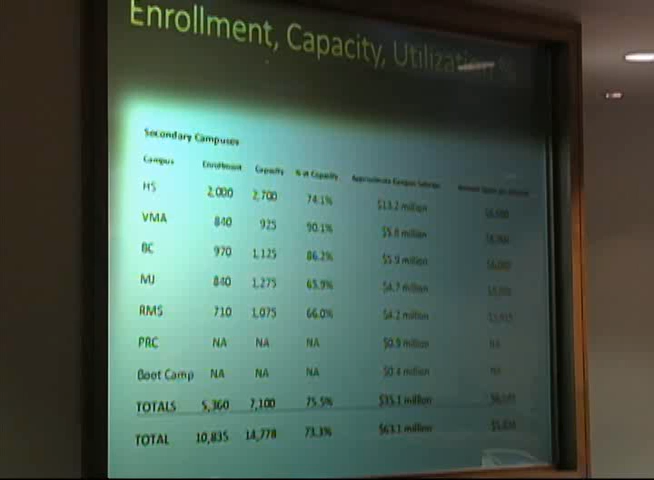 Enrollment, Capacity, Utilization %
Secondary Campuses
Campus Enrollment Capacity % of Capacity Approximate Campus Salaries
HS 2,000 2,700 74.1% $13.2 million
VMA 840 925 90.1% $5.8 million
BC 970 1,125 86.2% $5.9 million
MJ 840 1,275 65.9% $4.7 million
RMS 710 1,075 66.0% $4.2 million
PRC NA NA NA $0.9 million NA
Boot Camp NA NA NA $0.4 million NA
TOTALS 5,360 7,100 75.5% $35.1 million
TOTAL 10,835 14,778 73.3% $63.1 million